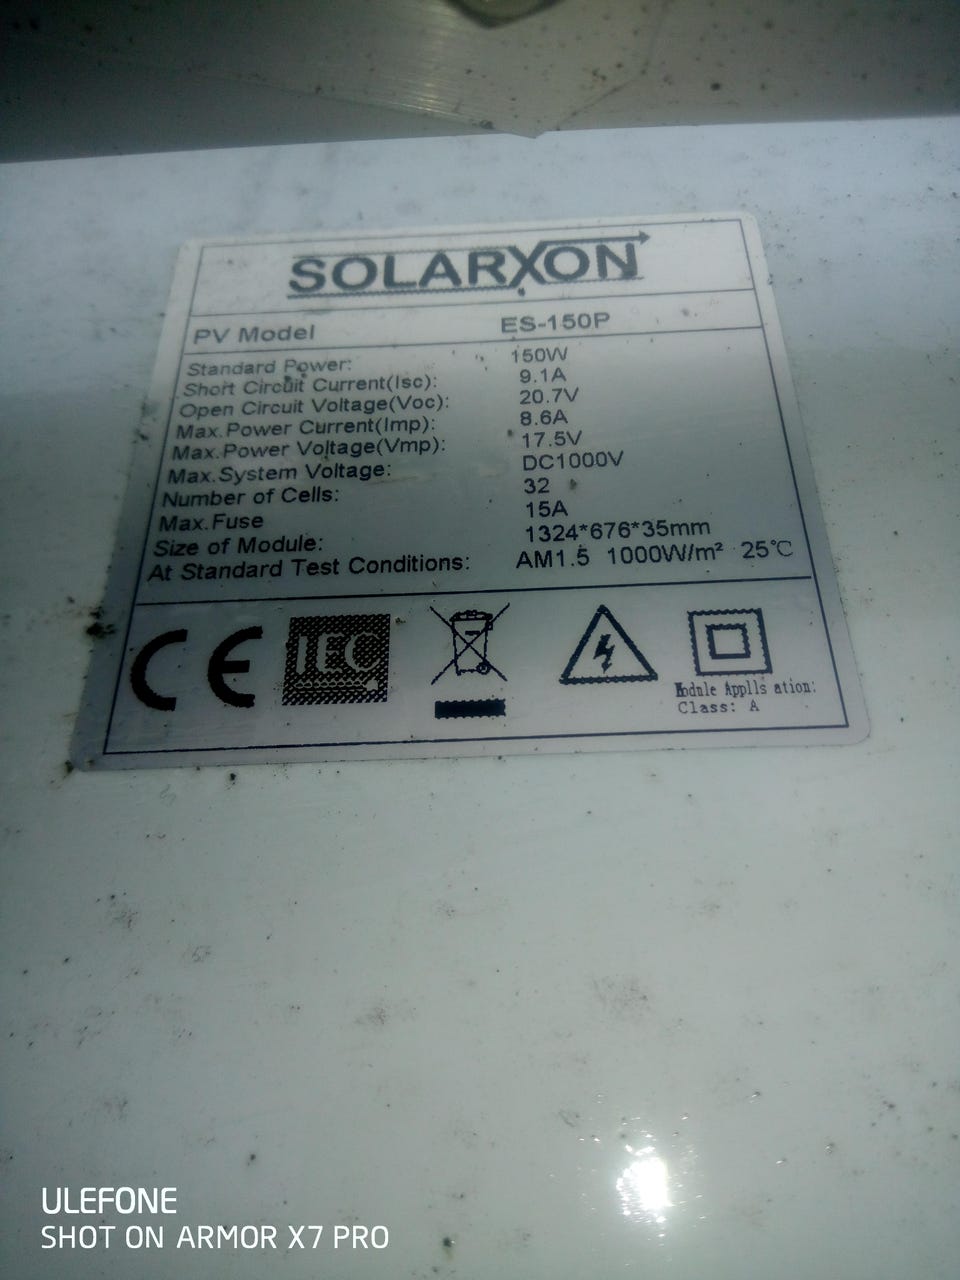 SOLARXON
PV Model ES-150P
Standard Power: 150W
Short Circuit Current(Isc): 9.1A
Open Circuit Voltage(Voc): 20.7V
Max.Power Current(Imp): 8.6A
Max.Power Voltage(Vmp): 17.5V
Max.System Voltage: DC1000V
Number of Cells: 32
Max.Fuse 15A
Size of Module: 1324*676*35mm
At Standard Test Conditions: AM1.5 1000W/m² 25℃
CE IEC
Module Applls ation:
Class: A
ULEFONE
SHOT ON ARMOR X7 PRO